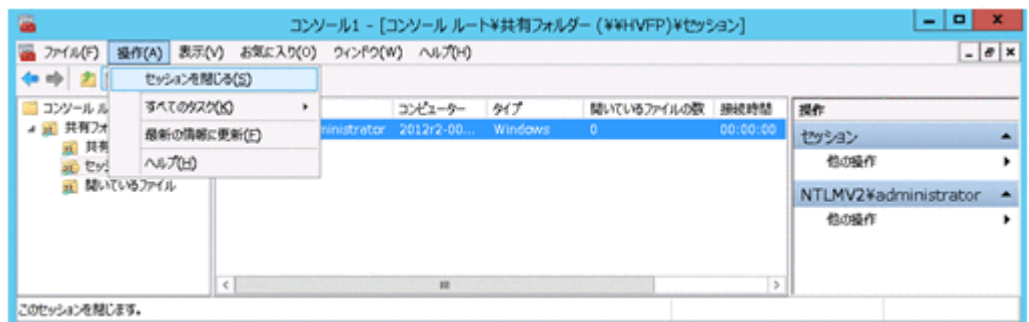 コンソール1 - [コンソール ルート¥共有フォルダー (¥¥HVFP)¥セッション]
ファイル(F) 操作(A) 表示(V) お気に入り(O) ウィンドウ(W) ヘルプ(H)
セッションを閉じる(S)
すべてのタスク(K)
最新の情報に更新(F)
ヘルプ(H)
コンソール ル
共有フォ
共有
セッシ
開いているファイル
コンピューター タイプ 開いているファイルの数 接続時間
ministrator 2012r2-00... Windows 0 00:00:00
操作
セッション
他の操作
NTLMV2¥administrator
他の操作
このセッションを閉じます。